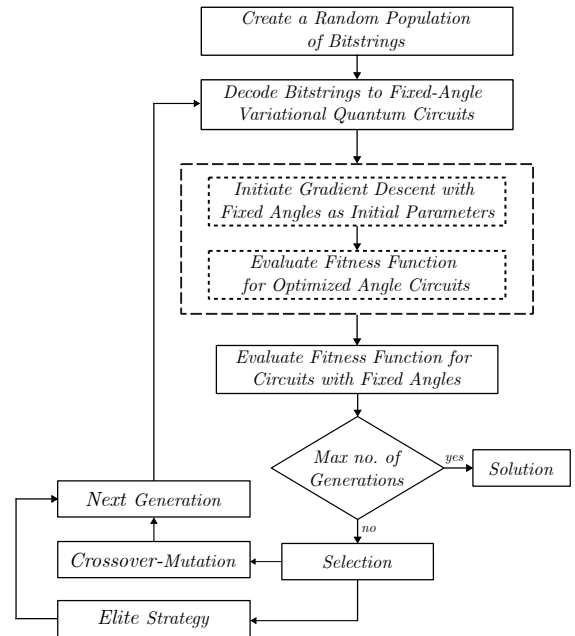 Create a Random Population
of Bitstrings
Decode Bitstrings to Fixed-Angle
Variational Quantum Circuits
Initiate Gradient Descent with
Fixed Angles as Initial Parameters
Evaluate Fitness Function
for Optimized Angle Circuits
Evaluate Fitness Function for
Circuits with Fixed Angles
Max no. of
Generations
yes
Solution
no
Next Generation
Crossover-Mutation
Selection
Elite Strategy